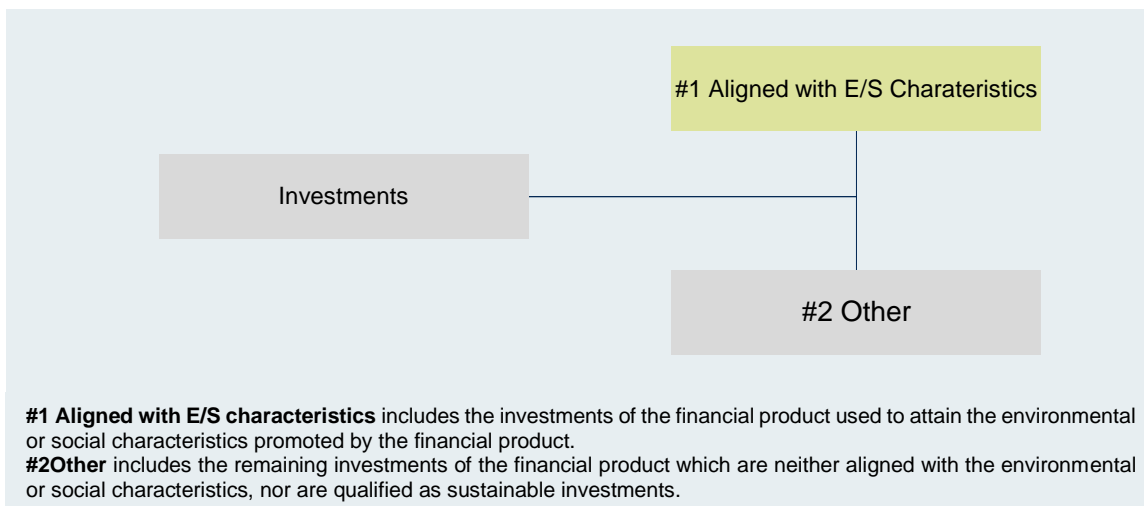 #1 Aligned with E/S Charateristics
Investments
#2 Other
#1 Aligned with E/S characteristics includes the investments of the financial product used to attain the environmental
or social characteristics promoted by the financial product.
#2Other includes the remaining investments of the financial product which are neither aligned with the environmental
or social characteristics, nor are qualified as sustainable investments.